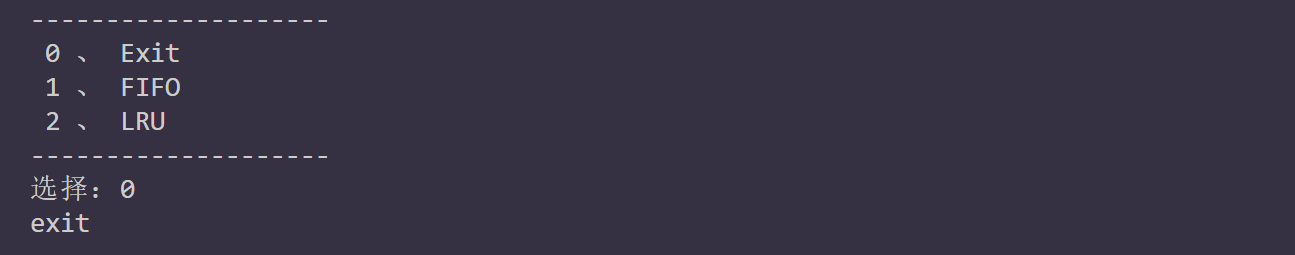 --------------------
0 、 Exit
1 、 FIFO
2 、 LRU
--------------------
选择：0
exit